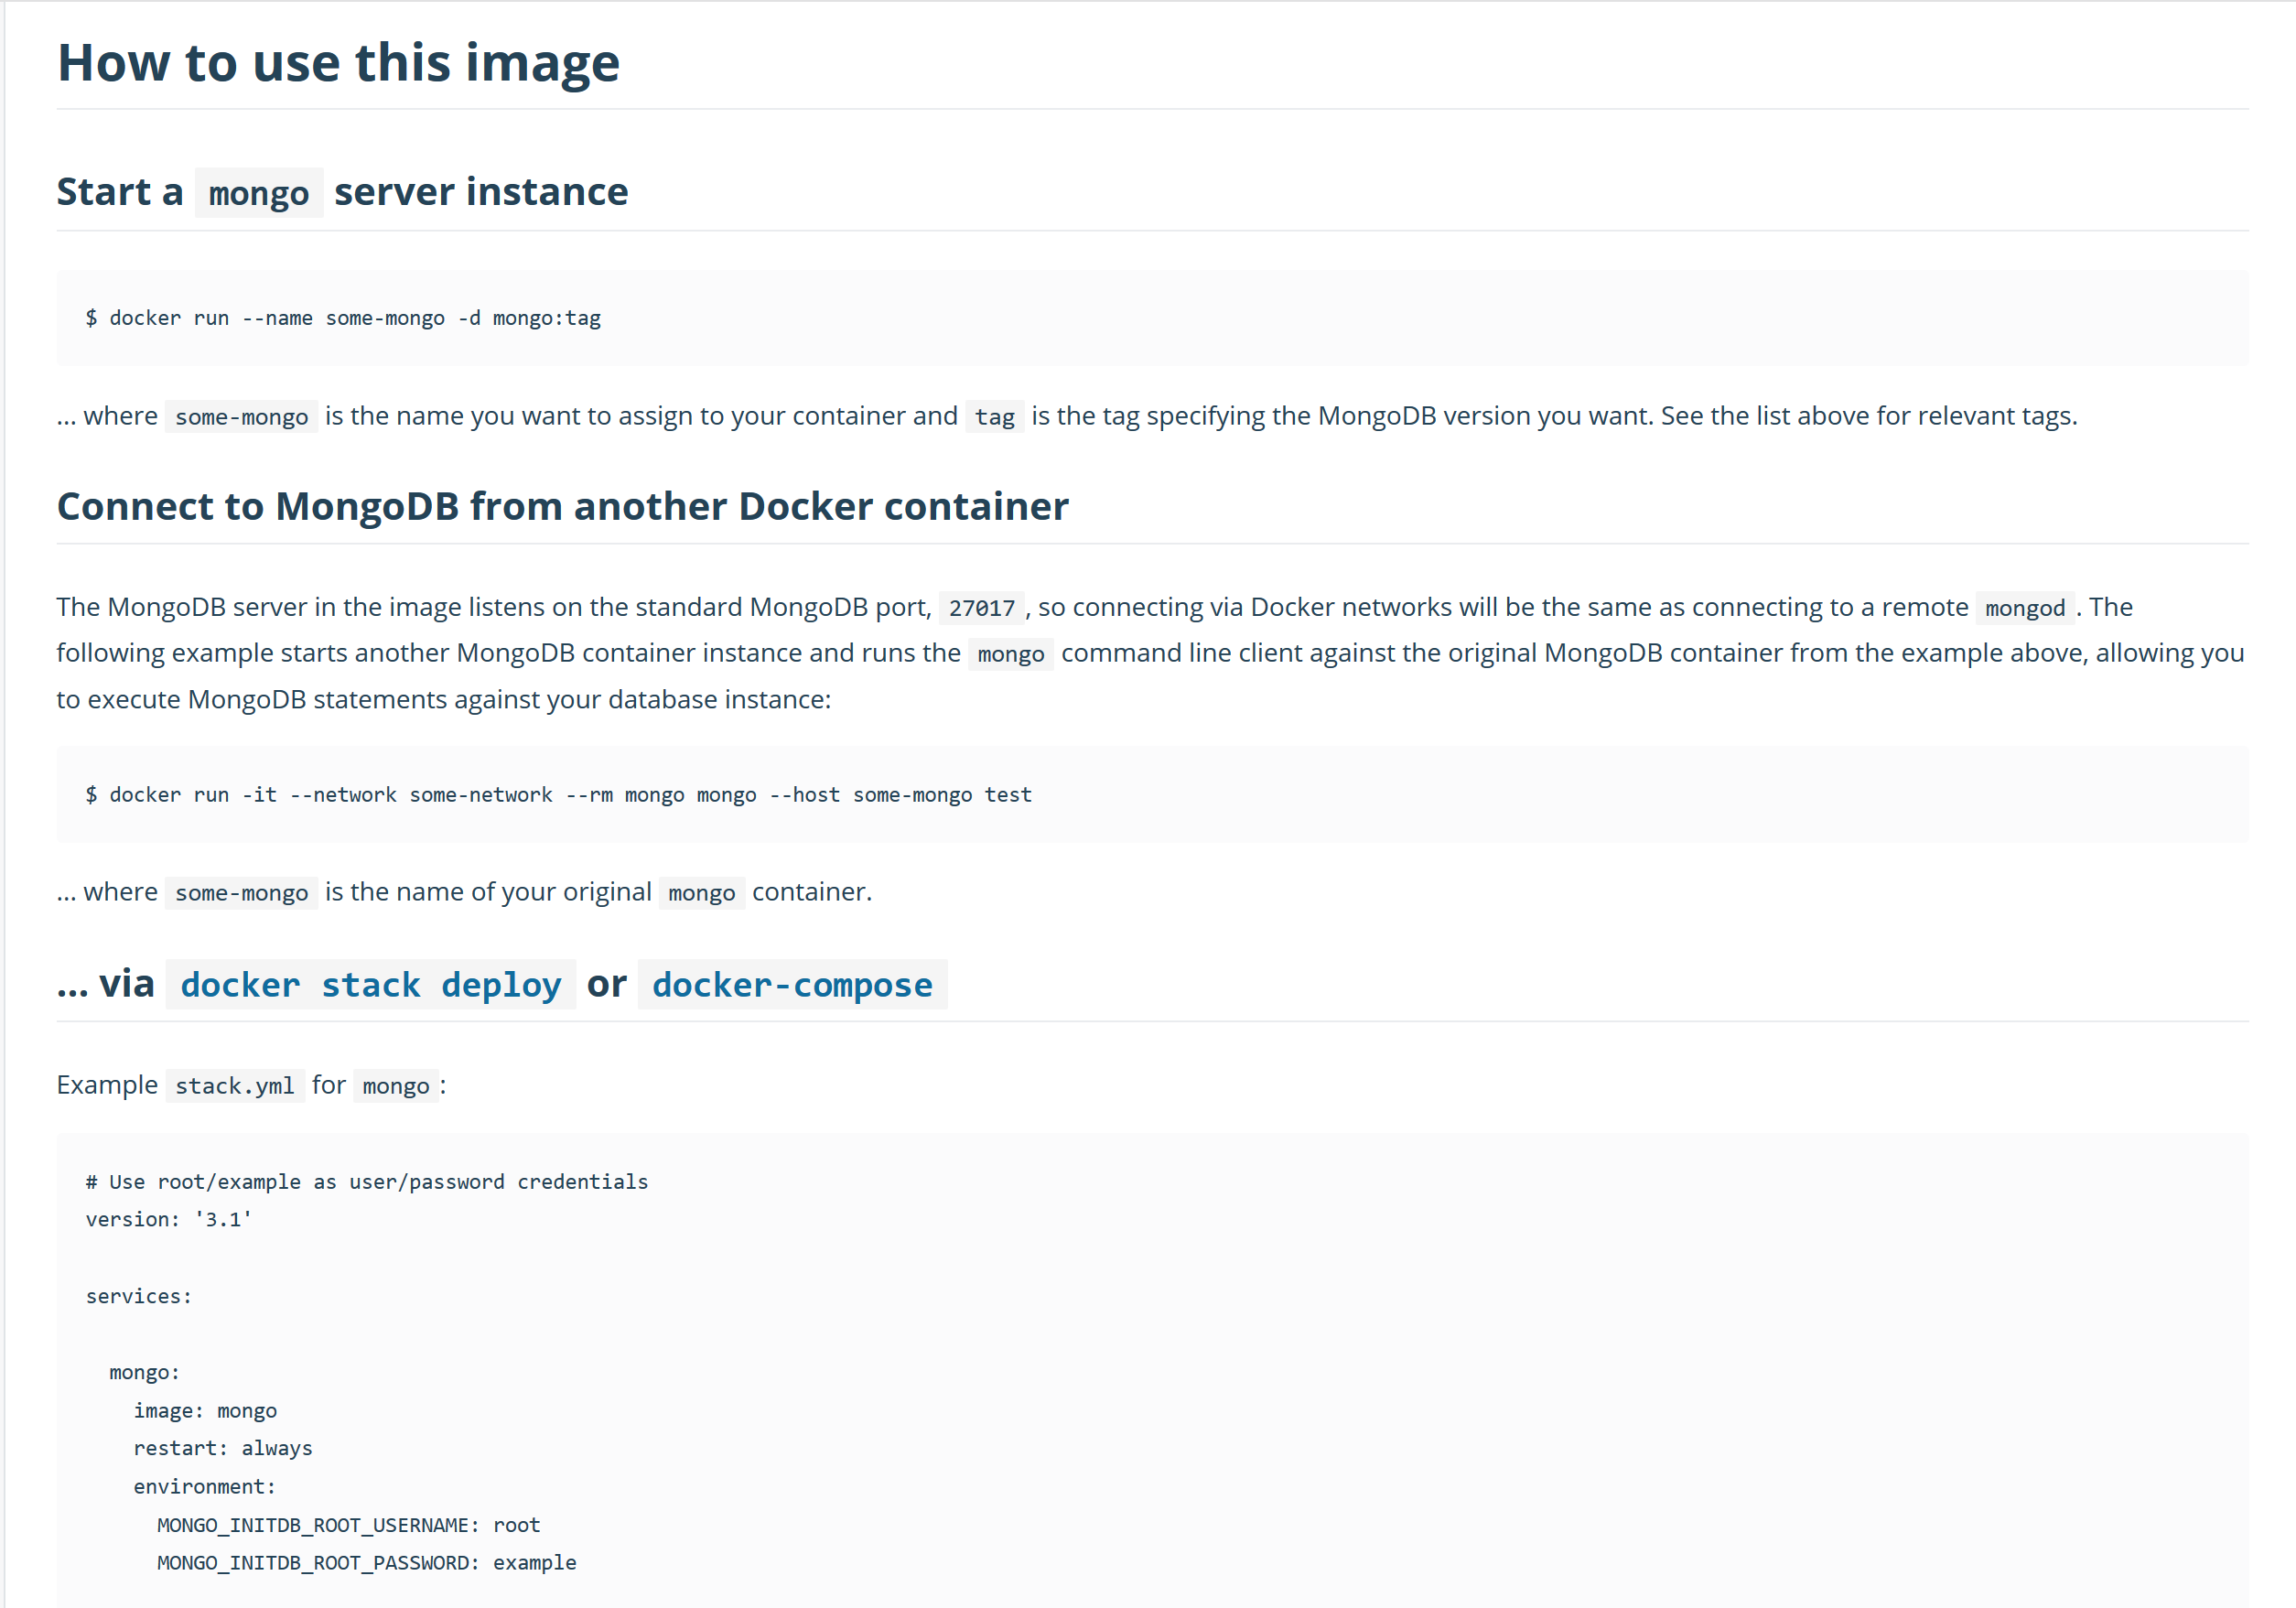 How to use this image
Start a mongo server instance
$ docker run --name some-mongo -d mongo:tag
... where some-mongo is the name you want to assign to your container and tag is the tag specifying the MongoDB version you want. See the list above for relevant tags.
Connect to MongoDB from another Docker container
The MongoDB server in the image listens on the standard MongoDB port, 27017 , so connecting via Docker networks will be the same as connecting to a remote mongod . The
following example starts another MongoDB container instance and runs the mongo command line client against the original MongoDB container from the example above, allowing you
to execute MongoDB statements against your database instance:
$ docker run -it --network some-network --rm mongo mongo --host some-mongo test
... where some-mongo is the name of your original mongo container.
... via docker stack deploy or docker-compose
Example stack.yml for mongo :
# Use root/example as user/password credentials
version: '3.1'
services:
mongo:
image: mongo
restart: always
environment:
MONGO_INITDB_ROOT_USERNAME: root
MONGO_INITDB_ROOT_PASSWORD: example